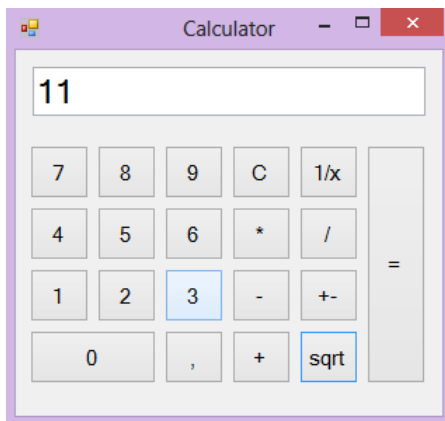 Calculator
11
7 8 9 C 1/x
4 5 6 * / =
1 2 3 - +-
0 , + sqrt